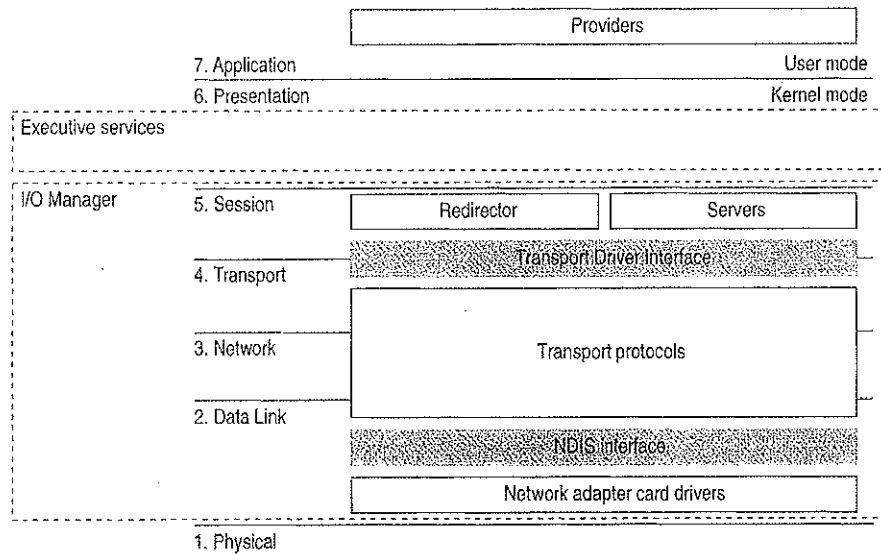 Providers
7. Application User mode
6. Presentation Kernel mode
Executive services
I/O Manager
5. Session
Redirector Servers
Transport Driver Interface
4. Transport
3. Network
Transport protocols
2. Data Link
NDIS interface
Network adapter card drivers
1. Physical